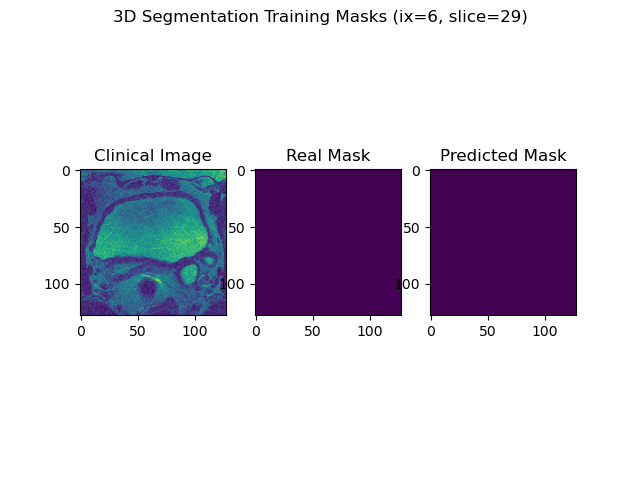 3D Segmentation Training Masks (ix=6, slice=29)
Clinical Image Real Mask Predicted Mask
0 0 0
50 50 50
100 100 100
0 50 100 0 50 100 0 50 100